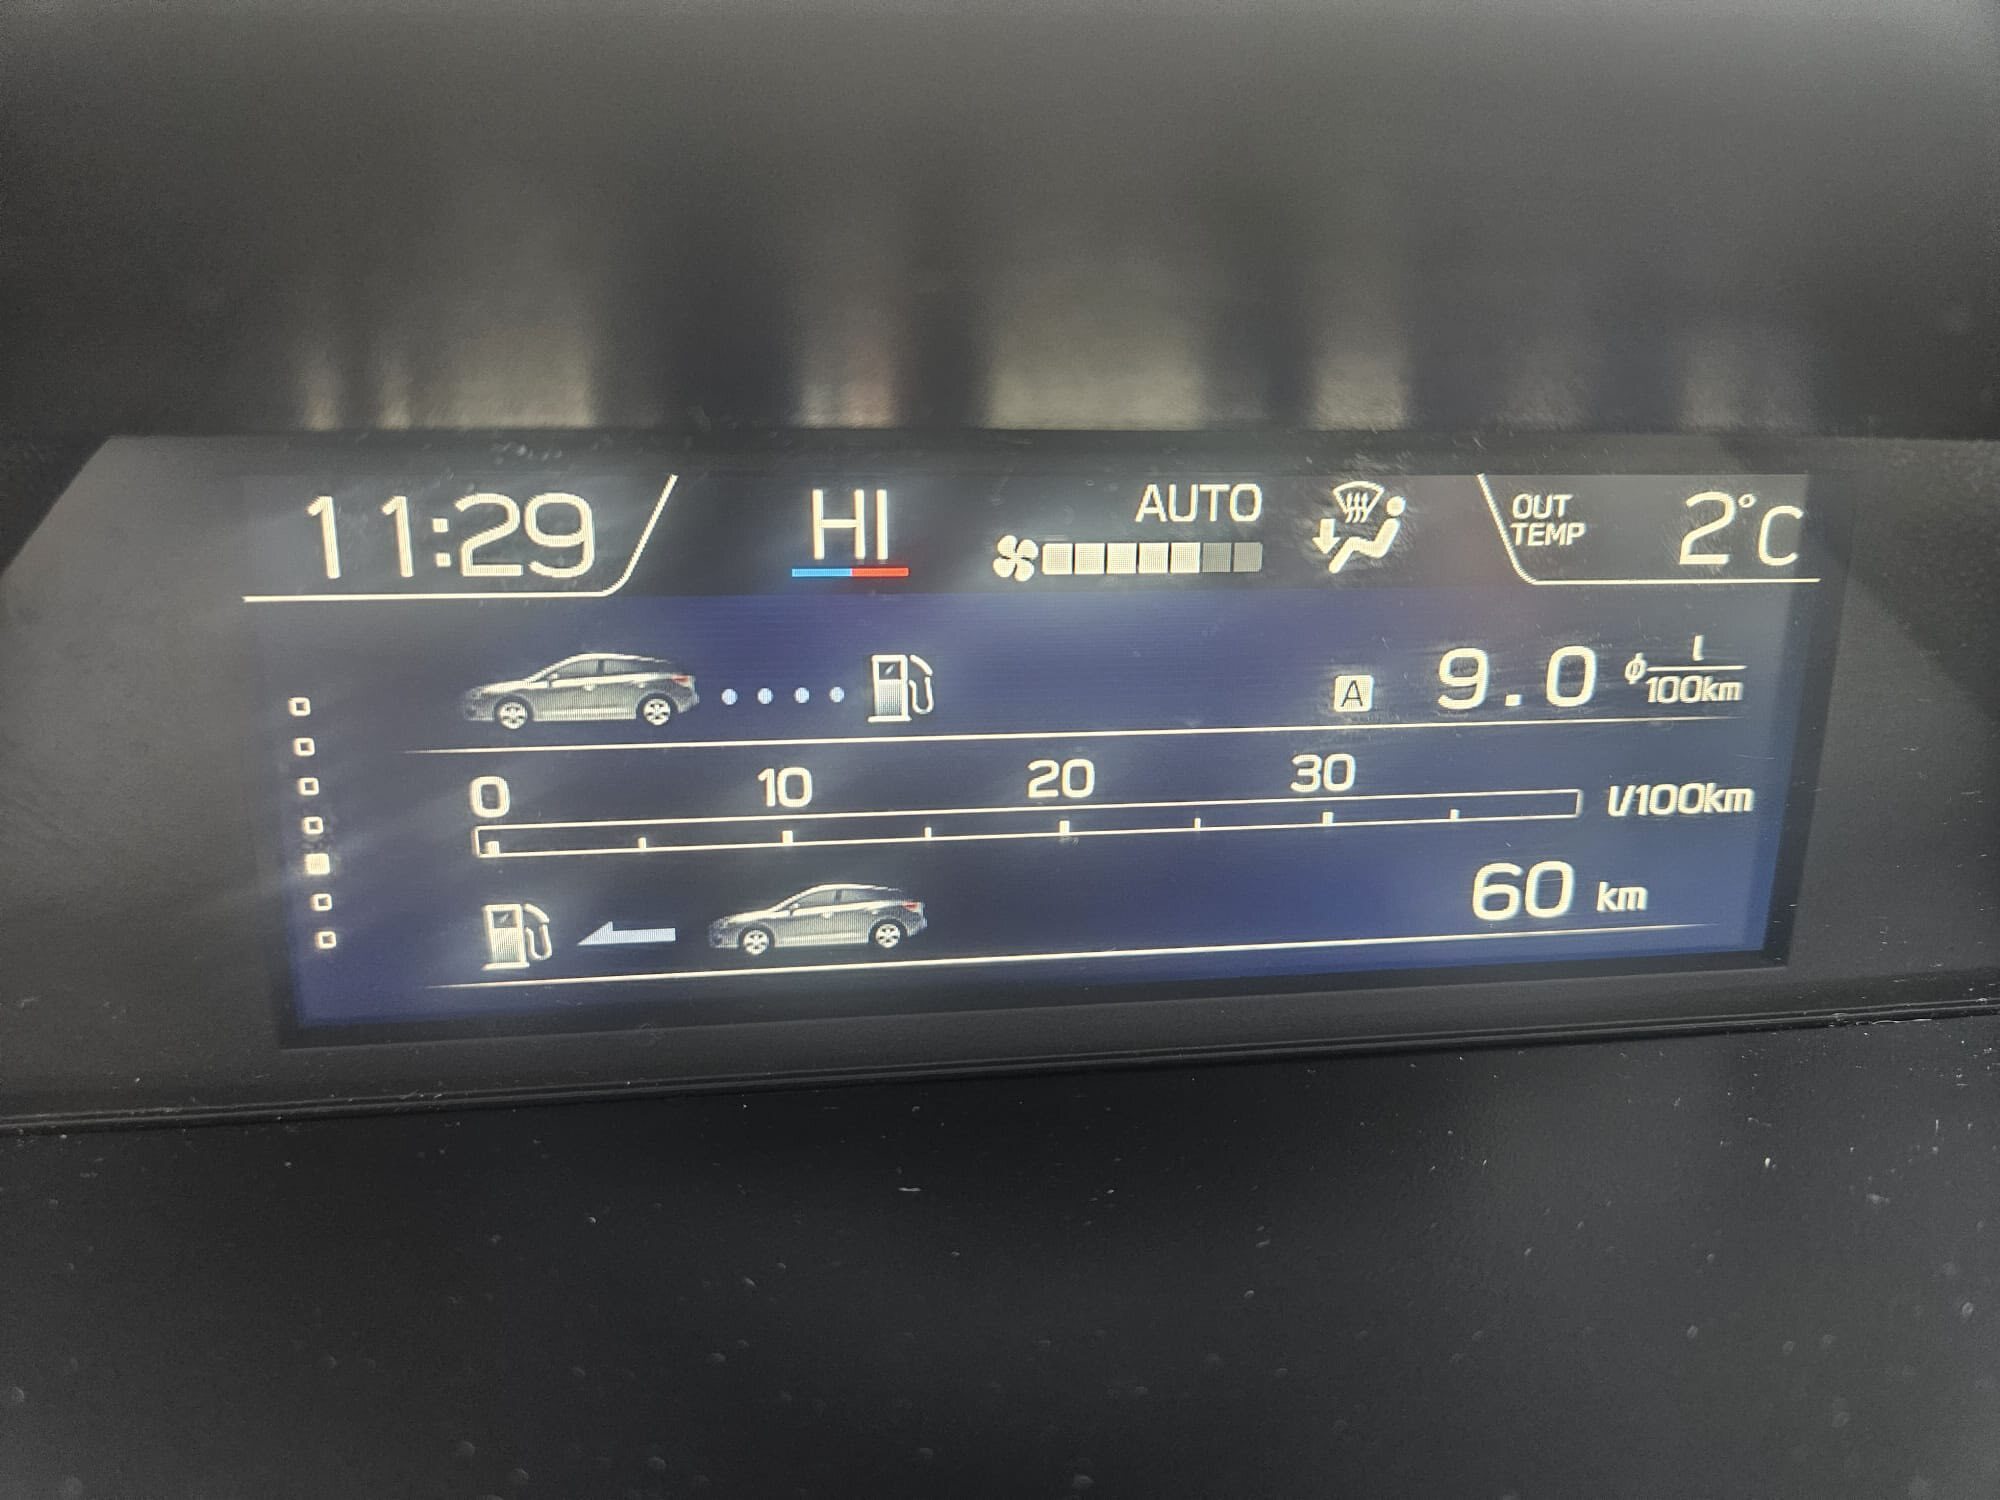 11:29
HI
AUTO
OUT
TEMP
2°C
A 9.0 ϕ l/100km
0 10 20 30
l/100km
60 km